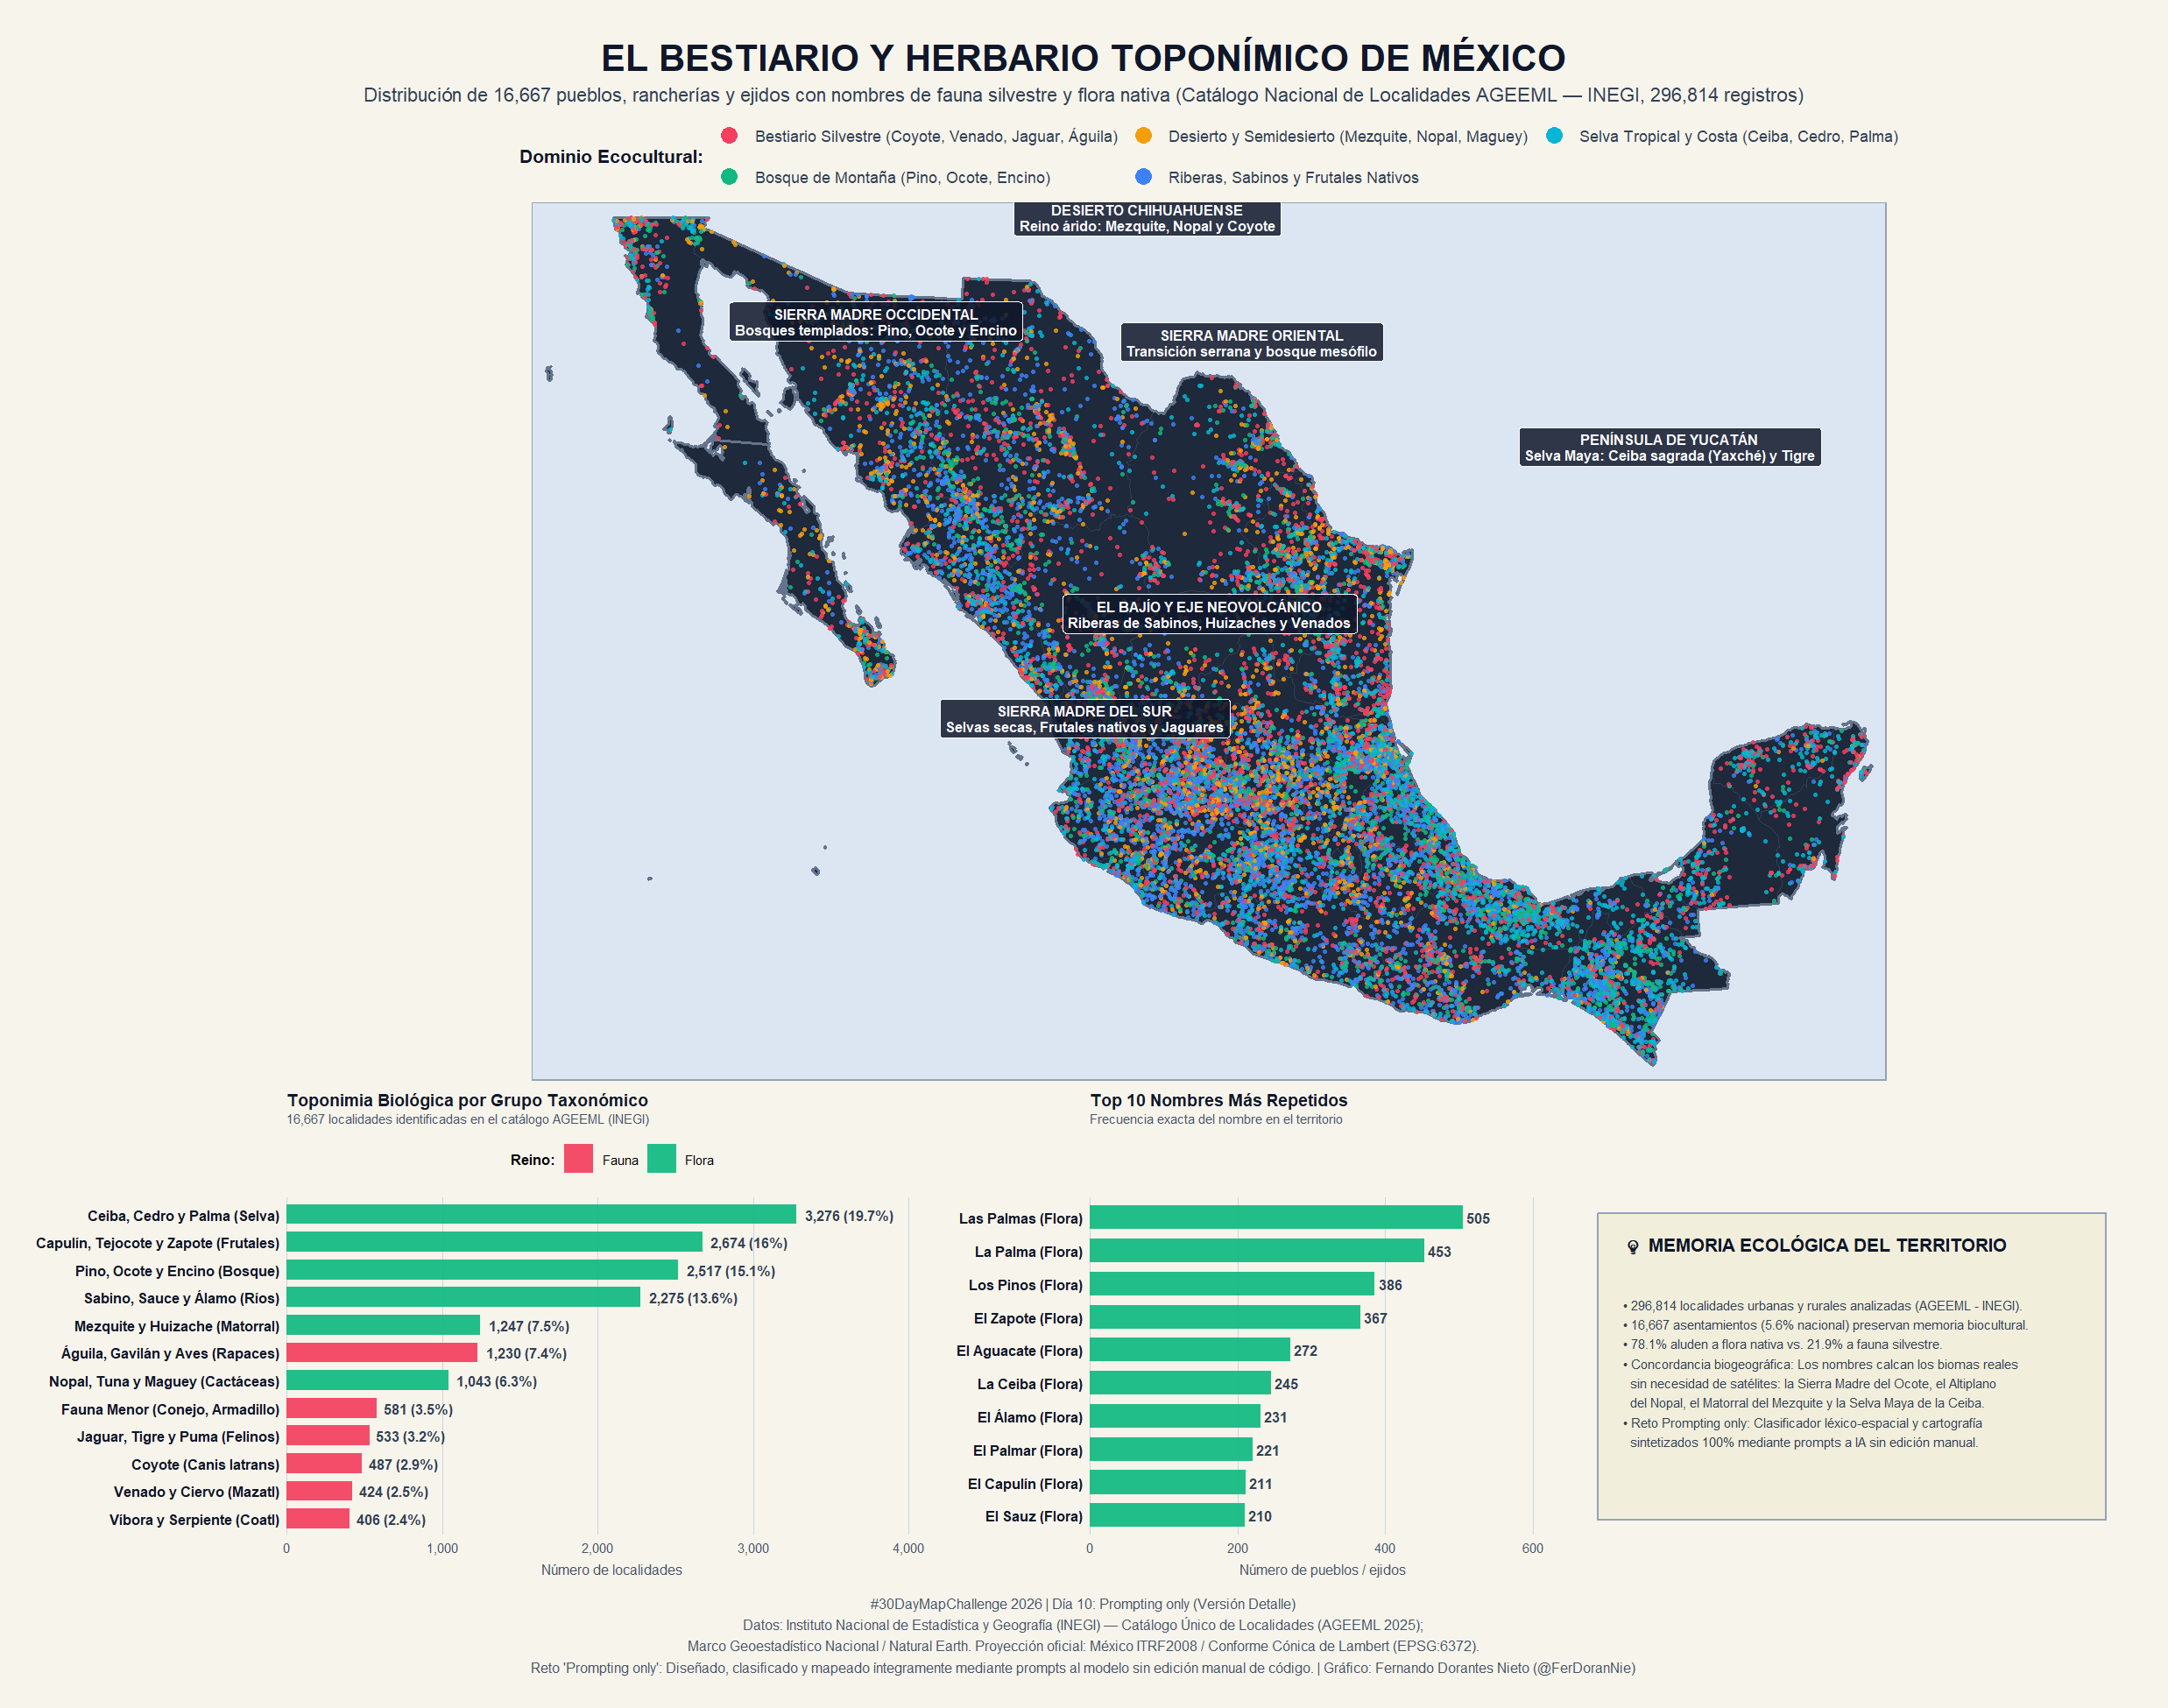 EL BESTIARIO Y HERBARIO TOPONÍMICO DE MÉXICO
Distribución de 16,667 pueblos, rancherías y ejidos con nombres de fauna silvestre y flora nativa (Catálogo Nacional de Localidades AGEEML — INEGI, 296,814 registros)
Dominio Ecocultural:
Bestiario Silvestre (Coyote, Venado, Jaguar, Águila)
Desierto y Semidesierto (Mezquite, Nopal, Maguey)
Selva Tropical y Costa (Ceiba, Cedro, Palma)
Bosque de Montaña (Pino, Ocote, Encino)
Riberas, Sabinos y Frutales Nativos
DESIERTO CHIHUAHUENSE
Reino árido: Mezquite, Nopal y Coyote
SIERRA MADRE OCCIDENTAL
Bosques templados: Pino, Ocote y Encino
SIERRA MADRE ORIENTAL
Transición serrana y bosque mesófilo
PENÍNSULA DE YUCATÁN
Selva Maya: Ceiba sagrada (Yaxché) y Tigre
EL BAJÍO Y EJE NEOVOLCÁNICO
Riberas de Sabinos, Huizaches y Venados
SIERRA MADRE DEL SUR
Selvas secas, Frutales nativos y Jaguares
Toponimia Biológica por Grupo Taxonómico
16,667 localidades identificadas en el catálogo AGEEML (INEGI)
Reino:
Fauna
Flora
Ceiba, Cedro y Palma (Selva)
3,276 (19.7%)
Capulín, Tejocote y Zapote (Frutales)
2,674 (16%)
Pino, Ocote y Encino (Bosque)
2,517 (15.1%)
Sabino, Sauce y Álamo (Ríos)
2,275 (13.6%)
Mezquite y Huizache (Matorral)
1,247 (7.5%)
Águila, Gavilán y Aves (Rapaces)
1,230 (7.4%)
Nopal, Tuna y Maguey (Cactáceas)
1,043 (6.3%)
Fauna Menor (Conejo, Armadillo)
581 (3.5%)
Jaguar, Tigre y Puma (Felinos)
533 (3.2%)
Coyote (Canis latrans)
487 (2.9%)
Venado y Ciervo (Mazatl)
424 (2.5%)
Víbora y Serpiente (Coatl)
406 (2.4%)
0
1,000
2,000
3,000
4,000
Número de localidades
Top 10 Nombres Más Repetidos
Frecuencia exacta del nombre en el territorio
Las Palmas (Flora)
505
La Palma (Flora)
453
Los Pinos (Flora)
386
El Zapote (Flora)
367
El Aguacate (Flora)
272
La Ceiba (Flora)
245
El Álamo (Flora)
231
El Palmar (Flora)
221
El Capulín (Flora)
211
El Sauz (Flora)
210
0
200
400
600
Número de pueblos / ejidos
MEMORIA ECOLÓGICA DEL TERRITORIO
• 296,814 localidades urbanas y rurales analizadas (AGEEML - INEGI).
• 16,667 asentamientos (5.6% nacional) preservan memoria biocultural.
• 78.1% aluden a flora nativa vs. 21.9% a fauna silvestre.
• Concordancia biogeográfica: Los nombres calcan los biomas reales
sin necesidad de satélites: la Sierra Madre del Ocote, el Altiplano
del Nopal, el Matorral del Mezquite y la Selva Maya de la Ceiba.
• Reto Prompting only: Clasificador léxico-espacial y cartografía
sintetizados 100% mediante prompts a IA sin edición manual.
#30DayMapChallenge 2026 | Día 10: Prompting only (Versión Detalle)
Datos: Instituto Nacional de Estadística y Geografía (INEGI) — Catálogo Único de Localidades (AGEEML 2025);
Marco Geoestadístico Nacional / Natural Earth. Proyección oficial: México ITRF2008 / Conforme Cónica de Lambert (EPSG:6372).
Reto 'Prompting only': Diseñado, clasificado y mapeado íntegramente mediante prompts al modelo sin edición manual de código. | Gráfico: Fernando Dorantes Nieto (@FerDoranNie)